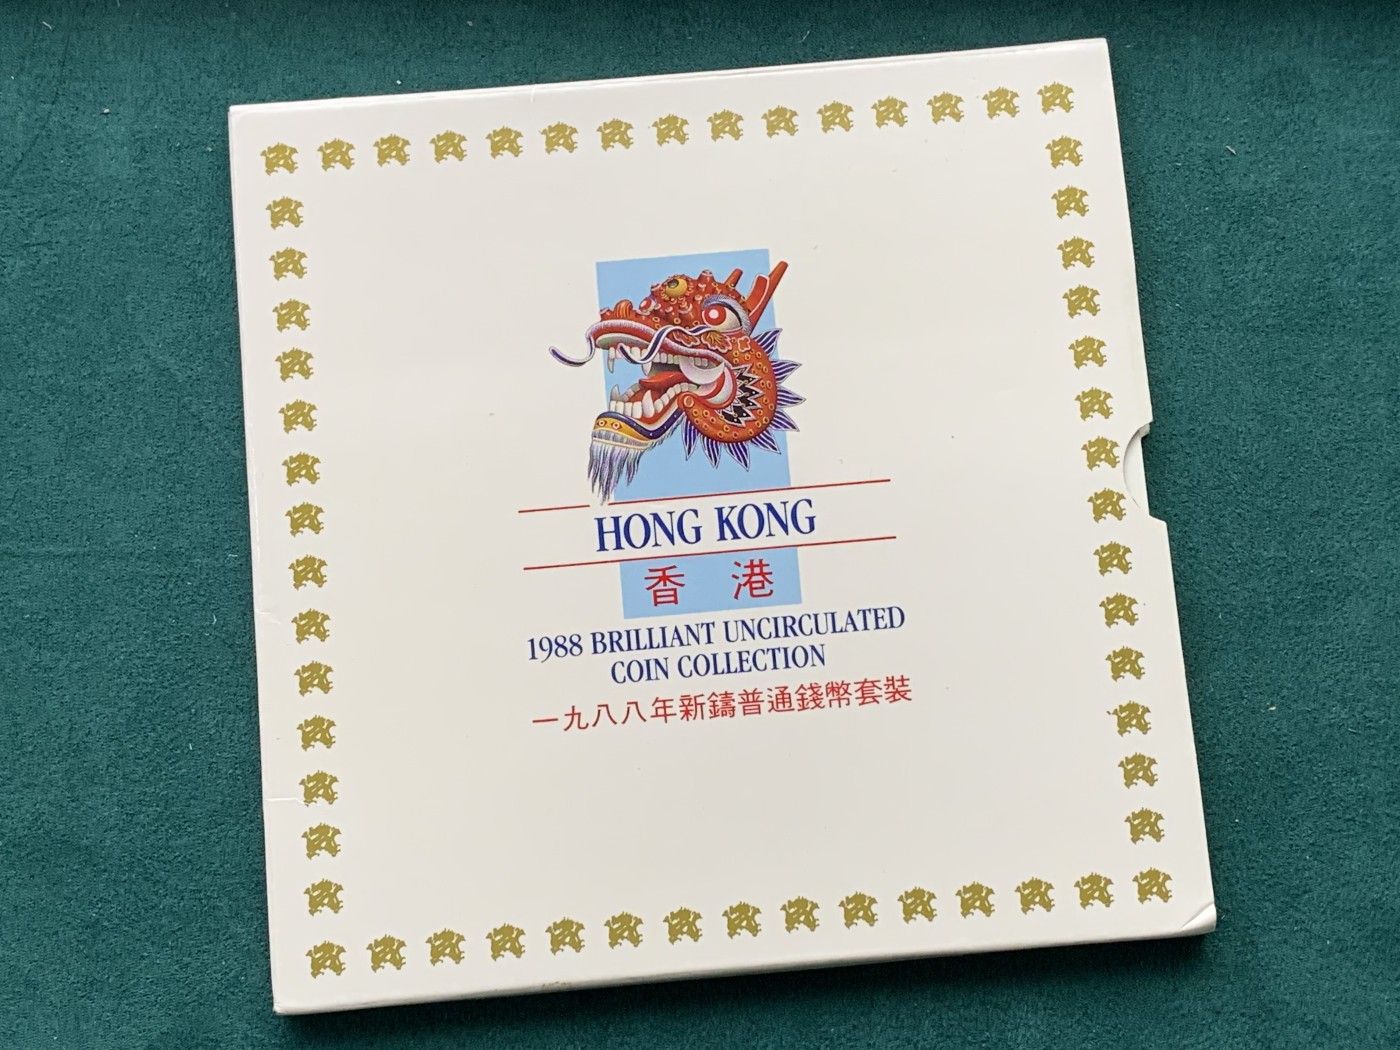 HONG KONG
香 港
1988 BRILLIANT UNCIRCULATED
COIN COLLECTION
一九八八年新鑄普通錢幣套裝